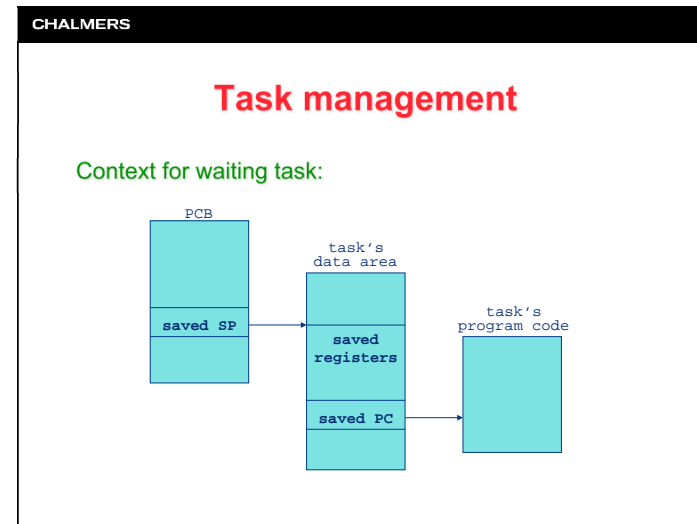 CHALMERS
Task management
Context for waiting task:
PCB
saved SP
task's
data area
saved
registers
saved PC
task's
program code